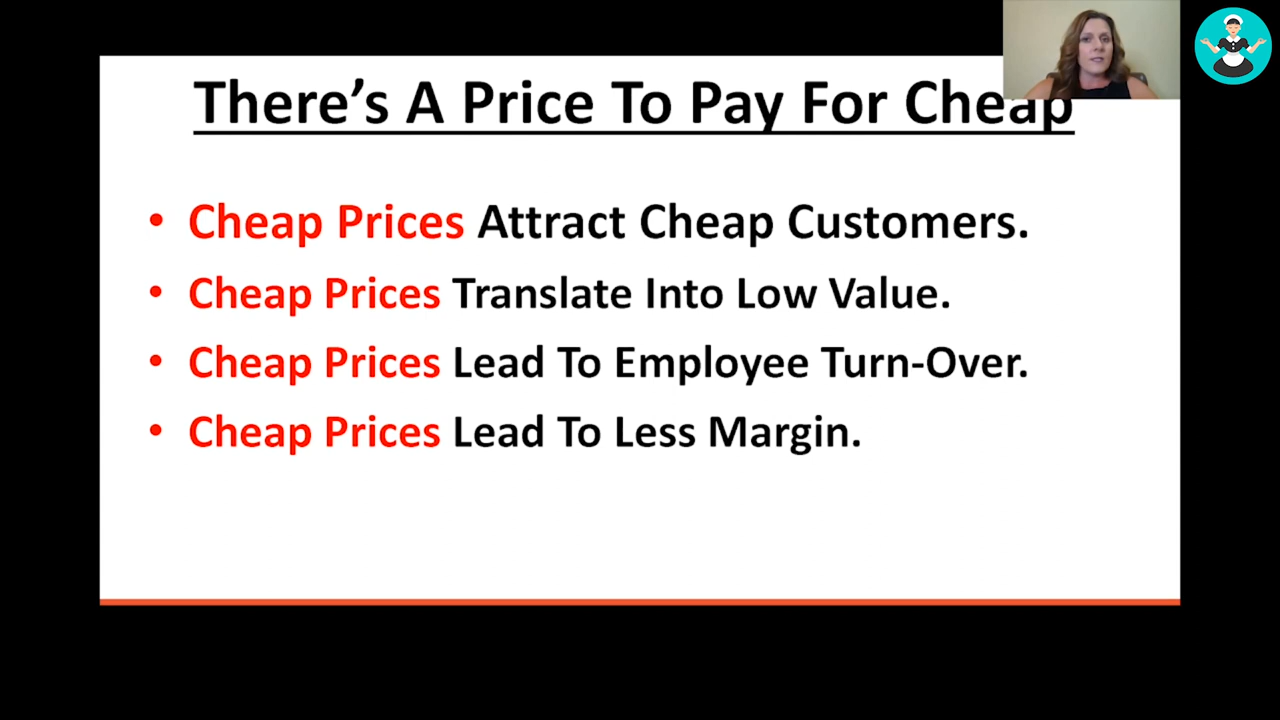 There's A Price To Pay For Cheap
• Cheap Prices Attract Cheap Customers.
• Cheap Prices Translate Into Low Value.
• Cheap Prices Lead To Employee Turn-Over.
• Cheap Prices Lead To Less Margin.